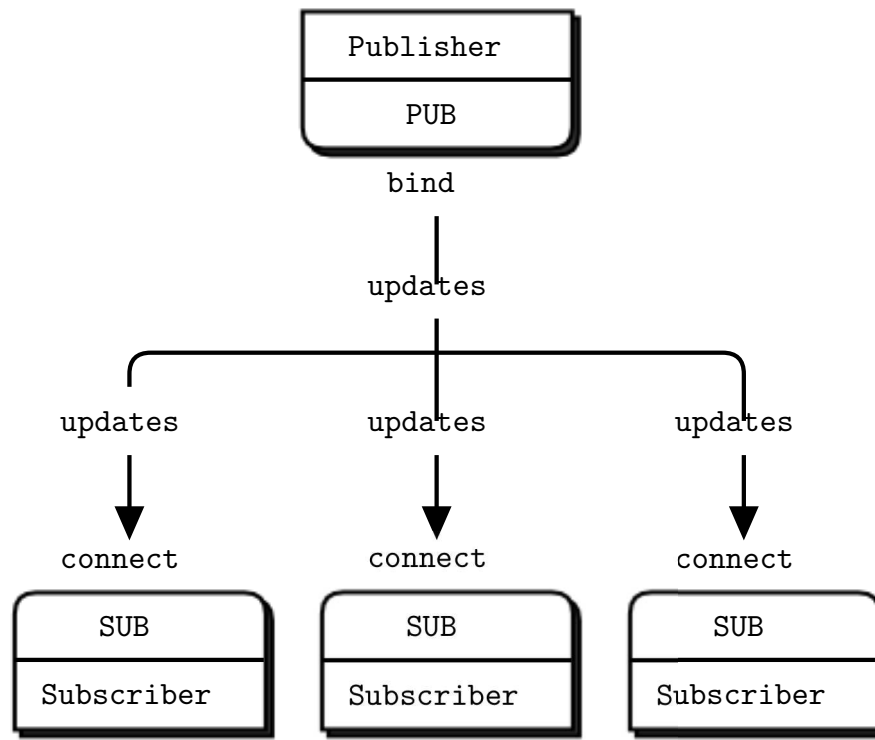 Publisher
PUB
bind
updates
updates updates updates
connect connect connect
SUB SUB SUB
Subscriber Subscriber Subscriber